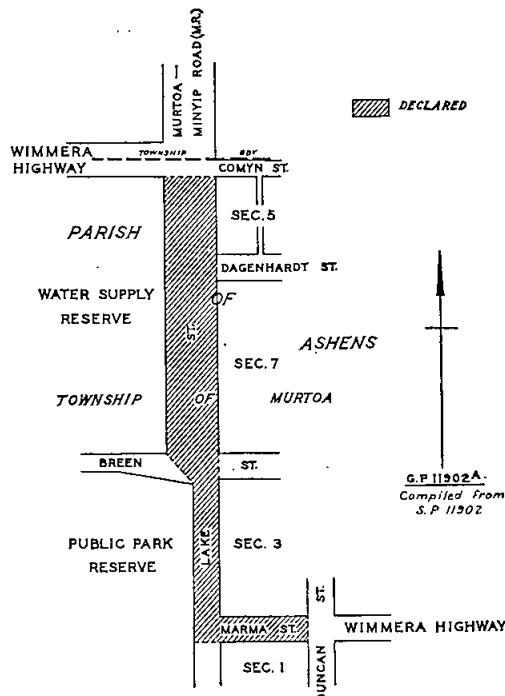 MURTOA —
MINYIP ROAD (M.R.)
DECLARED
TOWNSHIP BDY
WIMMERA
HIGHWAY
COMYN ST.
SEC. 5
PARISH
DAGENHARDT ST.
WATER SUPPLY
RESERVE
OF
ST.
ASHENS
SEC. 7
TOWNSHIP
OF
MURTOA
BREEN
ST.
G.P 11902A.
Compiled from
S.P 11902
LAKE
PUBLIC PARK
RESERVE
SEC. 3
ST.
MARMA ST.
WIMMERA HIGHWAY
SEC. 1
DUNCAN